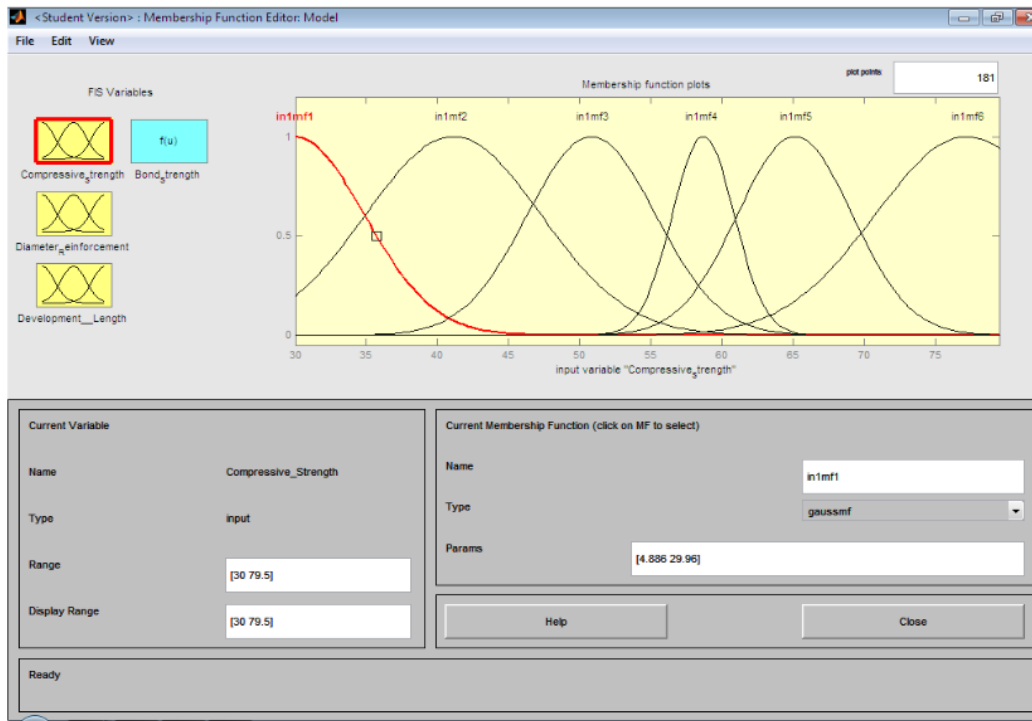 <Student Version> : Membership Function Editor: Model
File Edit View
FIS Variables
f(u)
Compressive_strength Bond_strength
Diameter_Reinforcement
Development__Length
plot points: 181
Membership function plots
in1mf1 in1mf2 in1mf3 in1mf4 in1mf5 in1mf6
1
0.5
0
30 35 40 45 50 55 60 65 70 75
input variable "Compressive_strength"
Current Variable
Name Compressive_Strength
Type input
Range [30 79.5]
Display Range [30 79.5]
Current Membership Function (click on MF to select)
Name in1mf1
Type gaussmf
Params [4.886 29.96]
Help Close
Ready